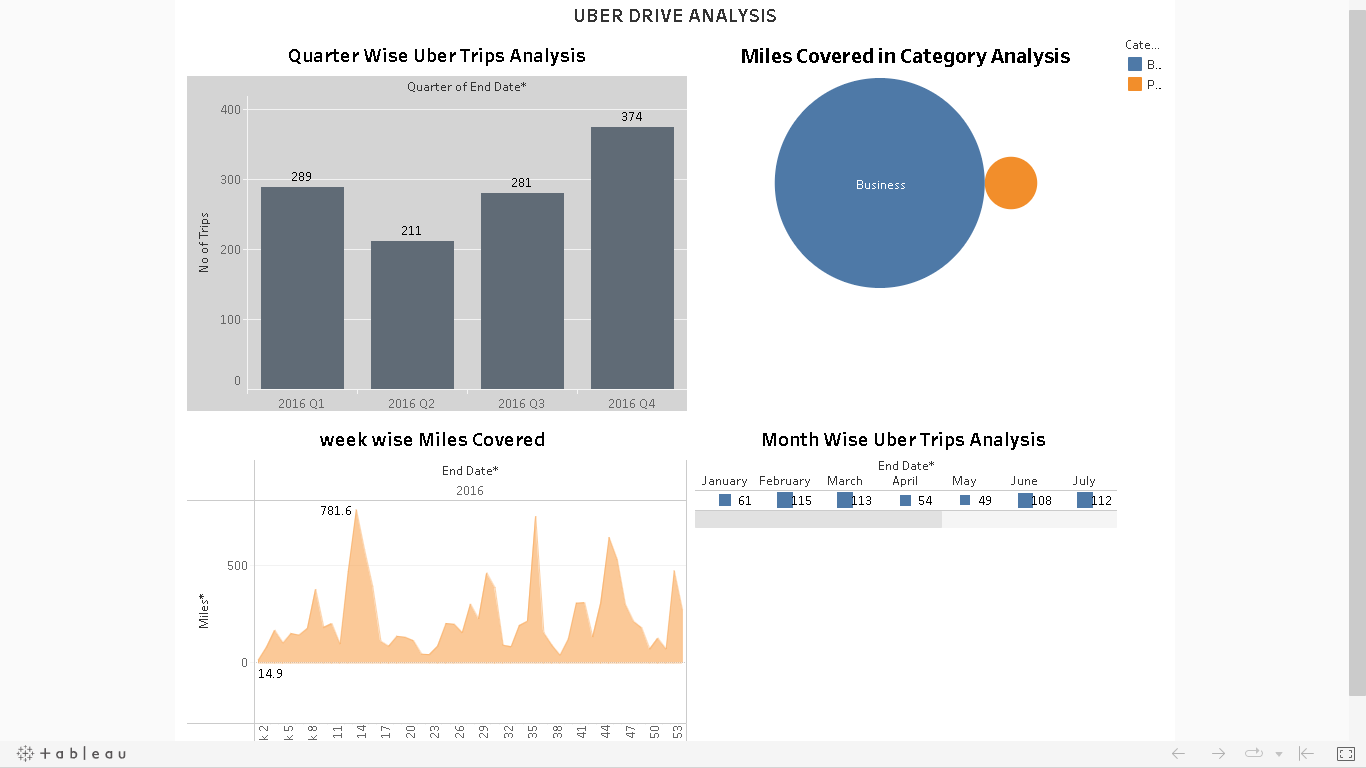 UBER DRIVE ANALYSIS
Quarter Wise Uber Trips Analysis
Quarter of End Date*
No of Trips
400
300
200
100
0
289
211
281
374
2016 Q1
2016 Q2
2016 Q3
2016 Q4
Miles Covered in Category Analysis
Business
Cate...
B..
P..
week wise Miles Covered
End Date*
2016
Miles*
500
0
781.6
14.9
k 2
k 5
k 8
11
14
17
20
23
26
29
32
35
38
41
44
47
50
53
Month Wise Uber Trips Analysis
End Date*
January February March April May June July
61 115 113 54 49 108 112
+ a b | e a u